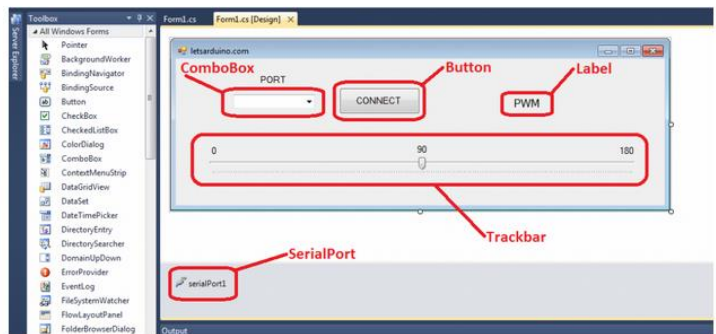 Toolbox
Form1.cs
Form1.cs [Design]
Server Explorer
All Windows Forms
Pointer
BackgroundWorker
BindingNavigator
BindingSource
Button
CheckBox
CheckedListBox
ColorDialog
ComboBox
ContextMenuStrip
DataGridView
DataSet
DateTimePicker
DirectoryEntry
DirectorySearcher
DomainUpDown
ErrorProvider
EventLog
FileSystemWatcher
FlowLayoutPanel
FolderBrowserDialog
letsarduino.com
ComboBox
Button
Label
PORT
CONNECT
PWM
0 90 180
Trackbar
SerialPort
serialPort1
Output